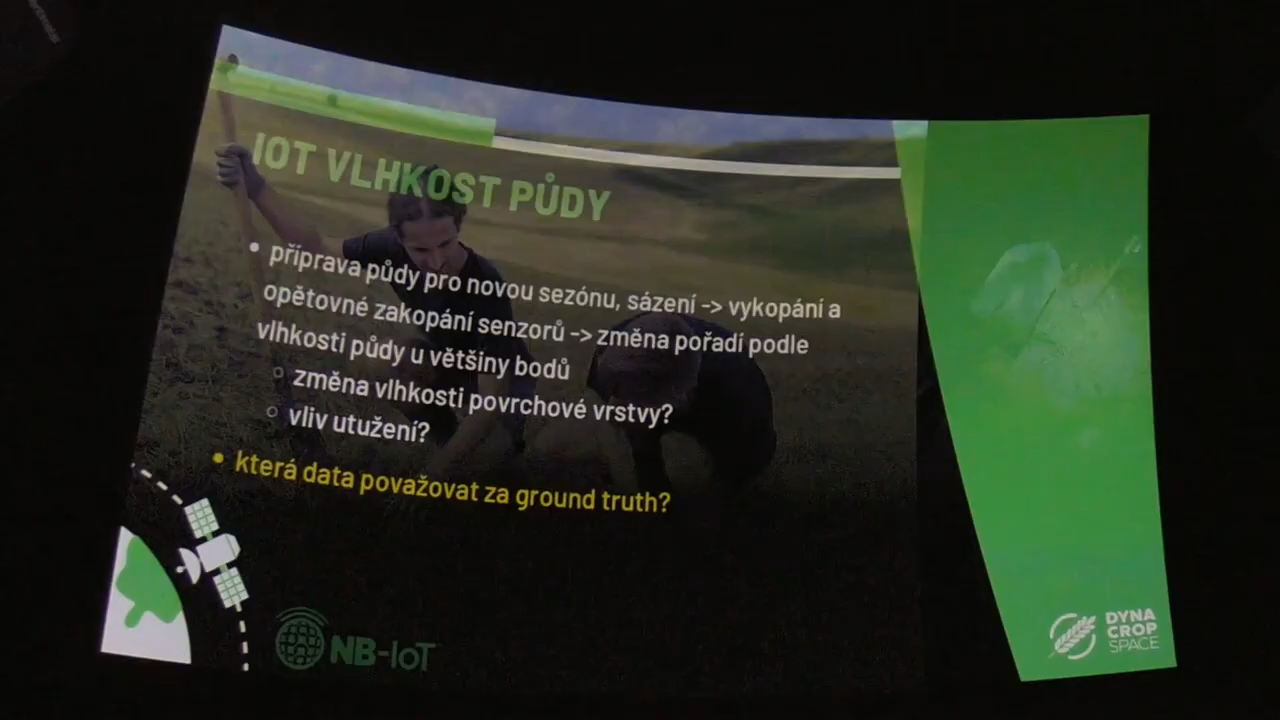 IOT VLHKOST PŮDY
• příprava půdy pro novou sezónu, sázení -> vykopání a
opětovné zakopání senzorů -> změna pořadí podle
vlhkosti půdy u většiny bodů
○ změna vlhkosti povrchové vrstvy?
○ vliv utužení?
• která data považovat za ground truth?
NB-IoT
DYNA
CROP
SPACE